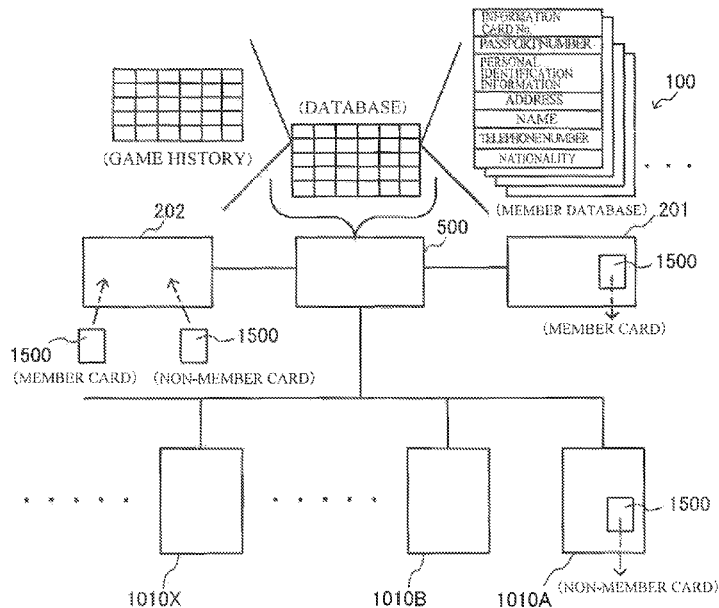 INFORMATION
CARD No.
PASSPORT NUMBER
PERSONAL
IDENTIFICATION
INFORMATION
ADDRESS
NAME
TELEPHONE NUMBER
NATIONALITY
100
(DATABASE)
(GAME HISTORY)
(MEMBER DATABASE)
202
500
201
1500
(MEMBER CARD)
1500
1500
(MEMBER CARD)
(NON-MEMBER CARD)
1500
1010X
1010B
1010A
(NON-MEMBER CARD)